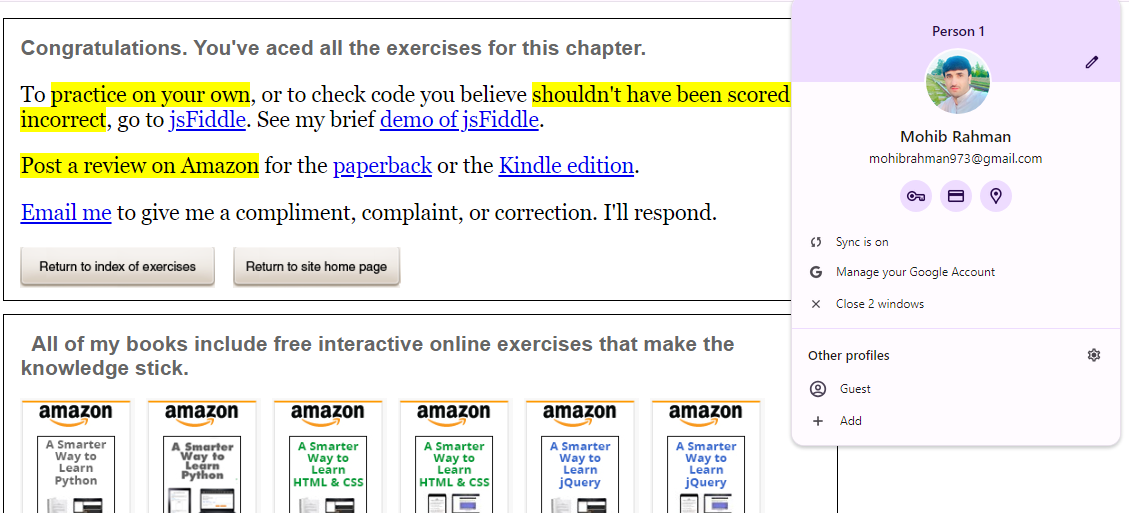 Congratulations. You've aced all the exercises for this chapter.
To practice on your own, or to check code you believe shouldn't have been scored
incorrect, go to jsFiddle. See my brief demo of jsFiddle.
Post a review on Amazon for the paperback or the Kindle edition.
Email me to give me a compliment, complaint, or correction. I'll respond.
Return to index of exercises
Return to site home page
All of my books include free interactive online exercises that make the
knowledge stick.
amazon
A Smarter
Way to
Learn
Python
amazon
A Smarter
Way to
Learn
Python
amazon
A Smarter
Way to
Learn
HTML & CSS
amazon
A Smarter
Way to
Learn
HTML & CSS
amazon
A Smarter
Way to
Learn
jQuery
amazon
A Smarter
Way to
Learn
jQuery
Person 1
Mohib Rahman
mohibrahman973@gmail.com
Sync is on
Manage your Google Account
Close 2 windows
Other profiles
Guest
Add